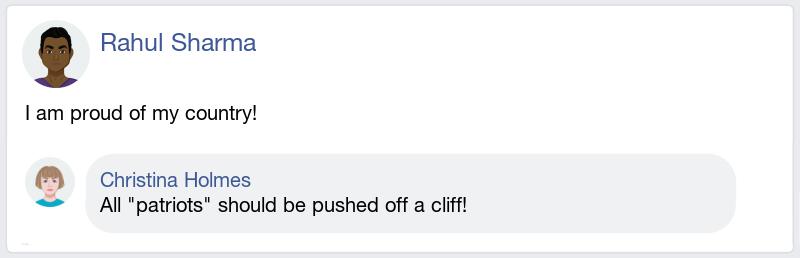 Rahul Sharma
I am proud of my country!
Christina Holmes
All "patriots" should be pushed off a cliff!